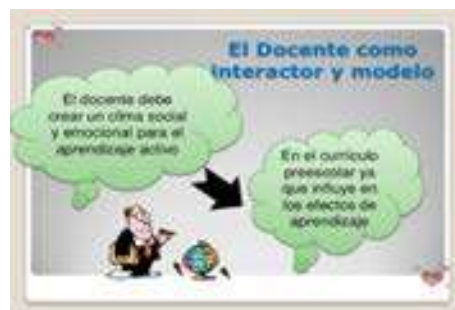 El Docente como
interactor y modelo
El docente debe
crear un clima social
y emocional para el
aprendizaje activo
En el curriculo
preescolar ya
que influye en
los efectos de
aprendizaje